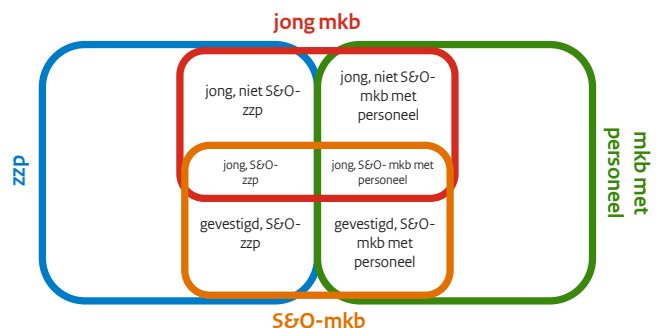 jong mkb
jong, niet S&O-
zzp
jong, niet S&O-
mkb met
personeel
zzp
jong, S&O-
zzp
jong, S&O- mkb met
personeel
mkb met
personeel
gevestigd, S&O-
zzp
gevestigd, S&O-
mkb met
personeel
S&O-mkb